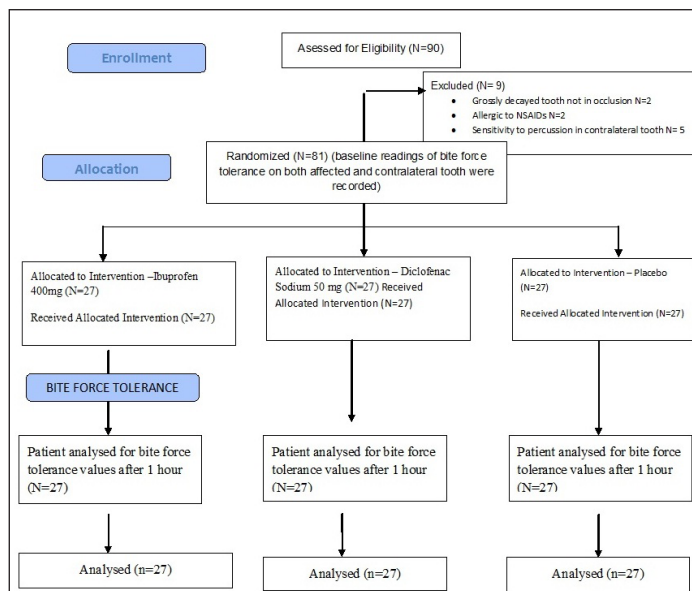 Enrollment
Asessed for Eligibility (N=90)
Excluded (N= 9)
• Grossly decayed tooth not in occlusion N=2
• Allergic to NSAIDs N=2
• Sensitivity to percussion in contralateral tooth N= 5
Allocation
Randomized (N=81) (baseline readings of bite force
tolerance on both affected and contralateral tooth were
recorded)
Allocated to Intervention –Ibuprofen
400mg (N=27)
Received Allocated Intervention (N=27)
Allocated to Intervention – Diclofenac
Sodium 50 mg (N=27) Received
Allocated Intervention (N=27)
Allocated to Intervention – Placebo
(N=27)
Received Allocated Intervention (N=27)
BITE FORCE TOLERANCE
Patient analysed for bite force
tolerance values after 1 hour
(N=27)
Patient analysed for bite force
tolerance values after 1 hour
(N=27)
Patient analysed for bite force
tolerance values after 1 hour
(N=27)
Analysed (n=27)
Analysed (n=27)
Analysed (n=27)